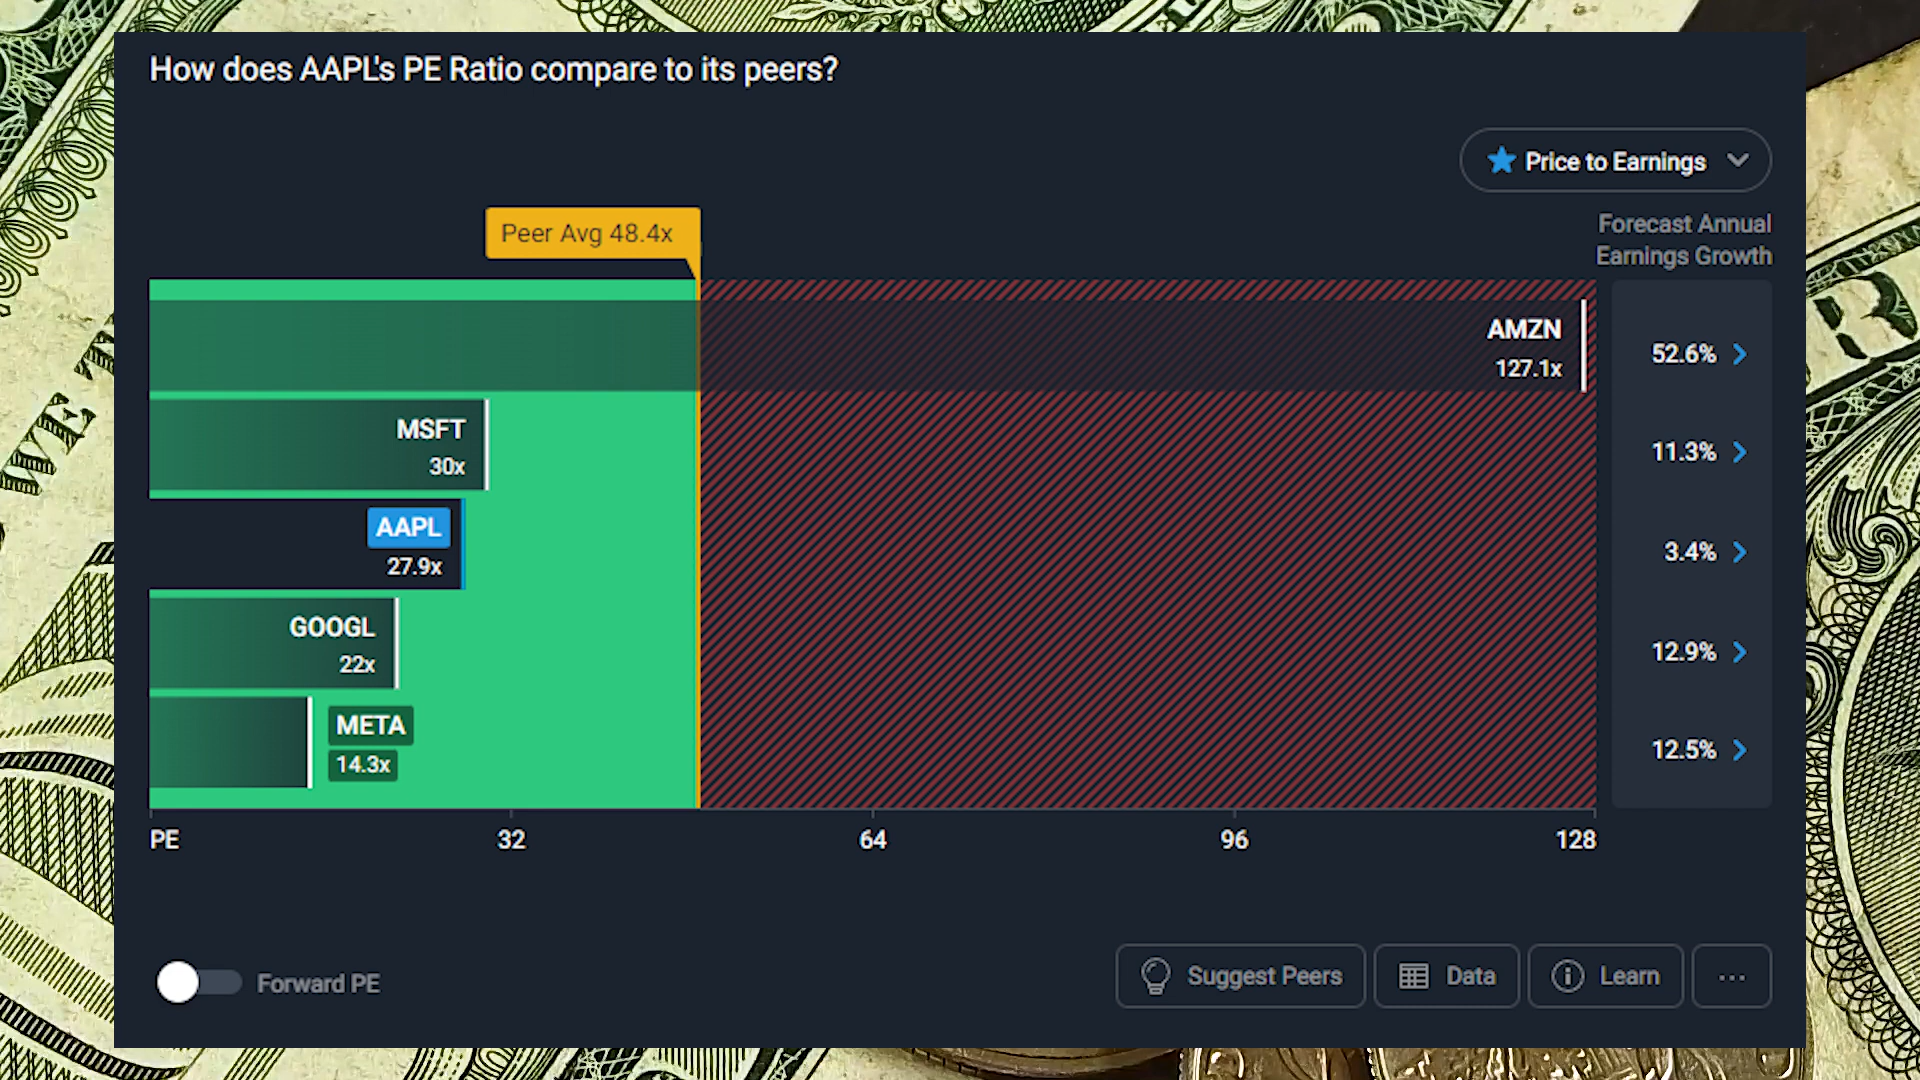 How does AAPL's PE Ratio compare to its peers?
Price to Earnings
Forecast Annual
Earnings Growth
Peer Avg 48.4x
AMZN
127.1x
52.6%
MSFT
30x
11.3%
AAPL
27.9x
3.4%
GOOGL
22x
12.9%
META
14.3x
12.5%
PE
32
64
96
128
Forward PE
Suggest Peers
Data
Learn
WE